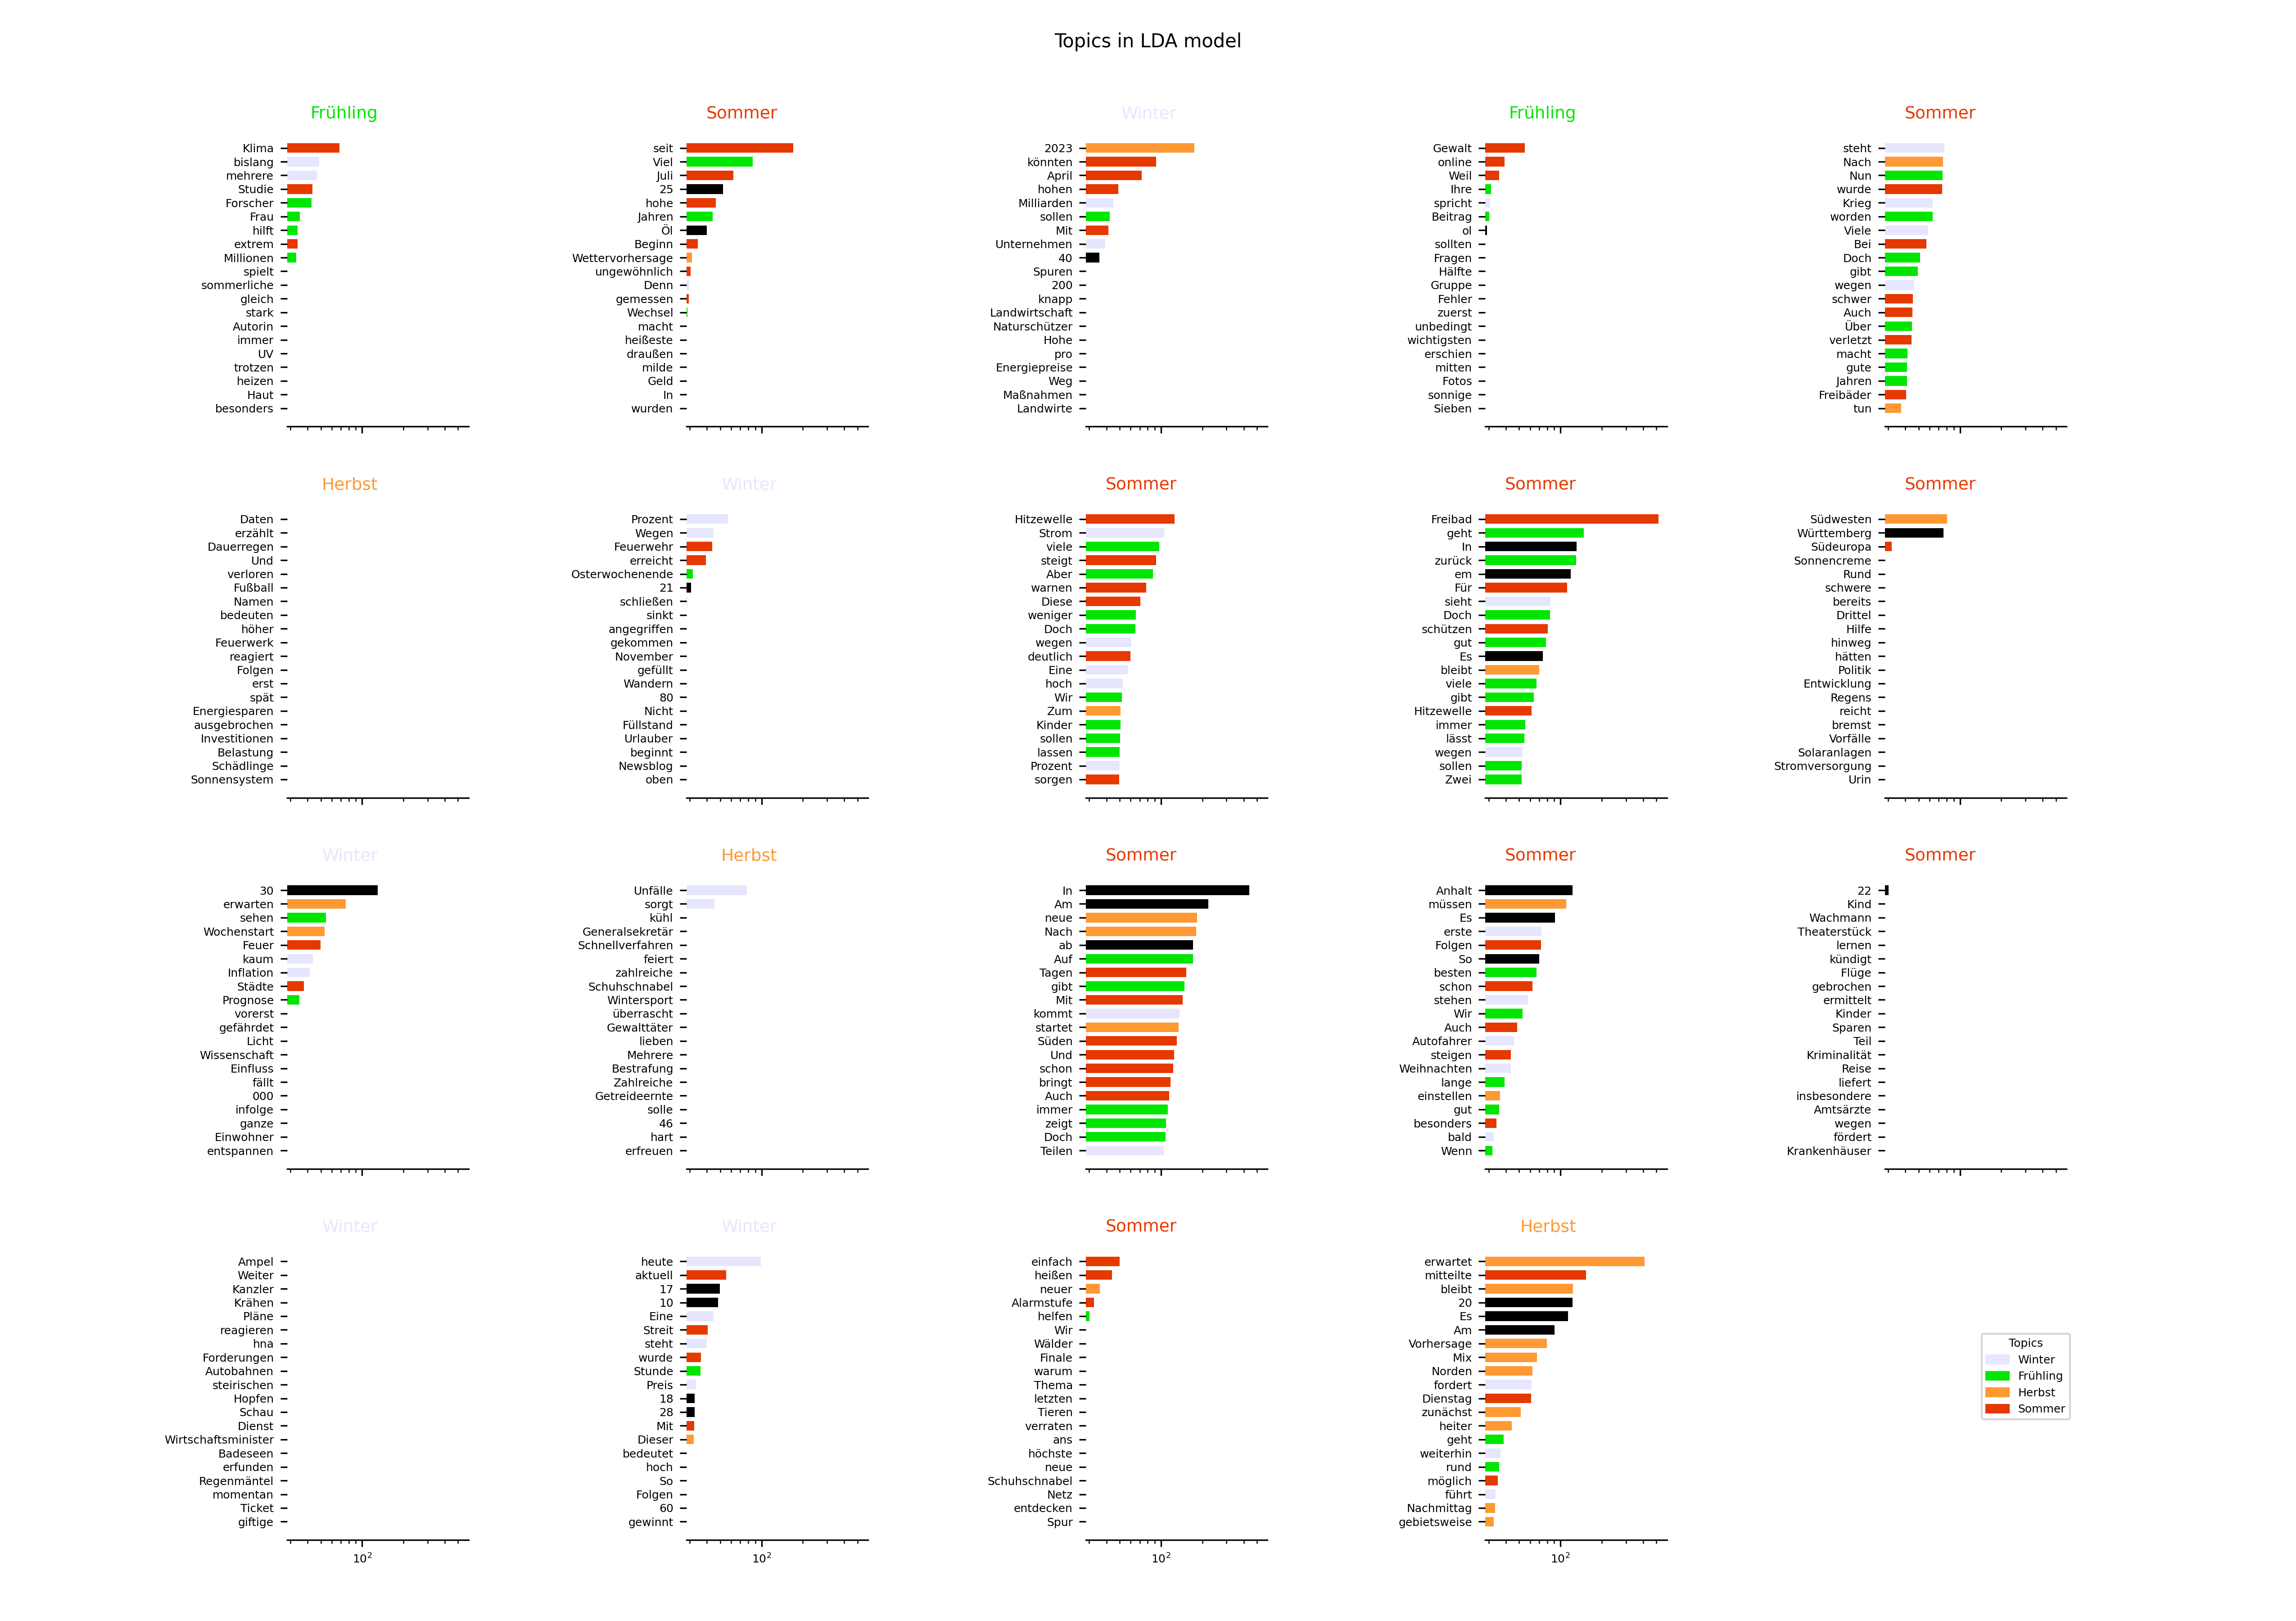 Topics in LDA model
Frühling
Klima
bislang
mehrere
Studie
Forscher
Frau
hilft
extrem
Millionen
spielt
sommerliche
gleich
stark
Autorin
immer
UV
trotzen
heizen
Haut
besonders
Sommer
seit
Viel
Juli
25
hohe
Jahren
Öl
Beginn
Wettervorhersage
ungewöhnlich
Denn
gemessen
Wechsel
macht
heißeste
draußen
milde
Geld
In
wurden
Winter
2023
könnten
April
hohen
Milliarden
sollen
Mit
Unternehmen
40
Spuren
200
knapp
Landwirtschaft
Naturschützer
Hohe
pro
Energiepreise
Weg
Maßnahmen
Landwirte
Frühling
Gewalt
online
Weil
Ihre
spricht
Beitrag
ol
sollten
Fragen
Hälfte
Gruppe
Fehler
zuerst
unbedingt
wichtigsten
erschien
mitten
Fotos
sonnige
Sieben
Sommer
steht
Nach
Nun
wurde
Krieg
worden
Viele
Bei
Doch
gibt
wegen
schwer
Auch
Über
verletzt
macht
gute
Jahren
Freibäder
tun
Herbst
Daten
erzählt
Dauerregen
Und
verloren
Fußball
Namen
bedeuten
höher
Feuerwerk
reagiert
Folgen
erst
spät
Energiesparen
ausgebrochen
Investitionen
Belastung
Schädlinge
Sonnensystem
Winter
Prozent
Wegen
Feuerwehr
erreicht
Osterwochenende
21
schließen
sinkt
angegriffen
gekommen
November
gefüllt
Wandern
80
Nicht
Füllstand
Urlauber
beginnt
Newsblog
oben
Sommer
Hitzewelle
Strom
viele
steigt
Aber
warnen
Diese
weniger
Doch
wegen
deutlich
Eine
hoch
Wir
Zum
Kinder
sollen
lassen
Prozent
sorgen
Sommer
Freibad
geht
In
zurück
em
Für
sieht
Doch
schützen
gut
Es
bleibt
viele
gibt
Hitzewelle
immer
lässt
wegen
sollen
Zwei
Sommer
Südwesten
Württemberg
Südeuropa
Sonnencreme
Rund
schwere
bereits
Drittel
Hilfe
hinweg
hätten
Politik
Entwicklung
Regens
reicht
bremst
Vorfälle
Solaranlagen
Stromversorgung
Urin
Winter
30
erwarten
sehen
Wochenstart
Feuer
kaum
Inflation
Städte
Prognose
vorerst
gefährdet
Licht
Wissenschaft
Einfluss
fällt
000
infolge
ganze
Einwohner
entspannen
Herbst
Unfälle
sorgt
kühl
Generalsekretär
Schnellverfahren
feiert
zahlreiche
Schuhschnabel
Wintersport
überrascht
Gewalttäter
lieben
Mehrere
Bestrafung
Zahlreiche
Getreideernte
solle
46
hart
erfreuen
Sommer
In
Am
neue
Nach
ab
Auf
Tagen
gibt
Mit
kommt
startet
Süden
Und
schon
bringt
Auch
immer
zeigt
Doch
Teilen
Sommer
Anhalt
müssen
Es
erste
Folgen
So
besten
schon
stehen
Wir
Auch
Autofahrer
steigen
Weihnachten
lange
einstellen
gut
besonders
bald
Wenn
Sommer
22
Kind
Wachmann
Theaterstück
lernen
kündigt
Flüge
gebrochen
ermittelt
Kinder
Sparen
Teil
Kriminalität
Reise
liefert
insbesondere
Amtsärzte
wegen
fördert
Krankenhäuser
Winter
Ampel
Weiter
Kanzler
Krähen
Pläne
reagieren
hna
Forderungen
Autobahnen
steirischen
Hopfen
Schau
Dienst
Wirtschaftsminister
Badeseen
erfunden
Regenmäntel
momentan
Ticket
giftige
10²
Winter
heute
aktuell
17
10
Eine
Streit
steht
wurde
Stunde
Preis
18
28
Mit
Dieser
bedeutet
hoch
So
Folgen
60
gewinnt
10²
Sommer
einfach
heißen
neuer
Alarmstufe
helfen
Wir
Wälder
Finale
warum
Thema
letzten
Tieren
verraten
ans
höchste
neue
Schuhschnabel
Netz
entdecken
Spur
10²
Herbst
erwartet
mitteilte
bleibt
20
Es
Am
Vorhersage
Mix
Norden
fordert
Dienstag
zunächst
heiter
geht
weiterhin
rund
möglich
führt
Nachmittag
gebietsweise
10²
Topics
Winter
Frühling
Herbst
Sommer